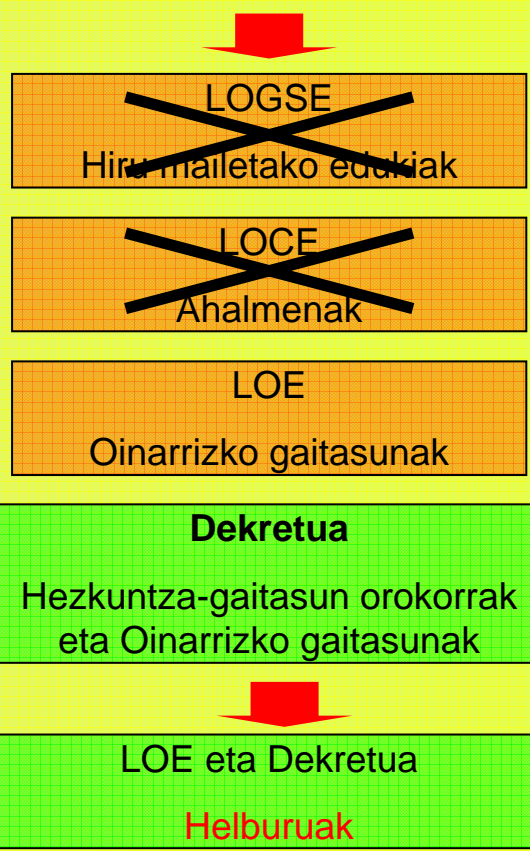 LOGSE
Hiru mailetako edukiak
LOCE
Ahalmenak
LOE
Oinarrizko gaitasunak
Dekretua
Hezkuntza-gaitasun orokorrak
eta Oinarrizko gaitasunak
LOE eta Dekretua
Helburuak